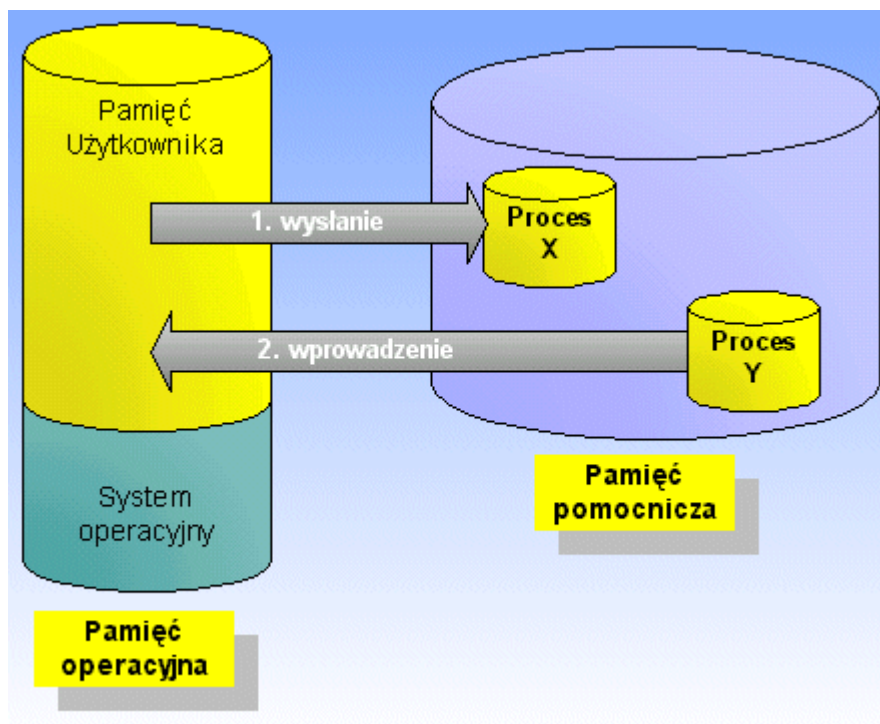 Pamięć
Użytkownika
1. wysłanie
Proces
X
2. wprowadzenie
Proces
Y
System
operacyjny
Pamięć
pomocnicza
Pamięć
operacyjna